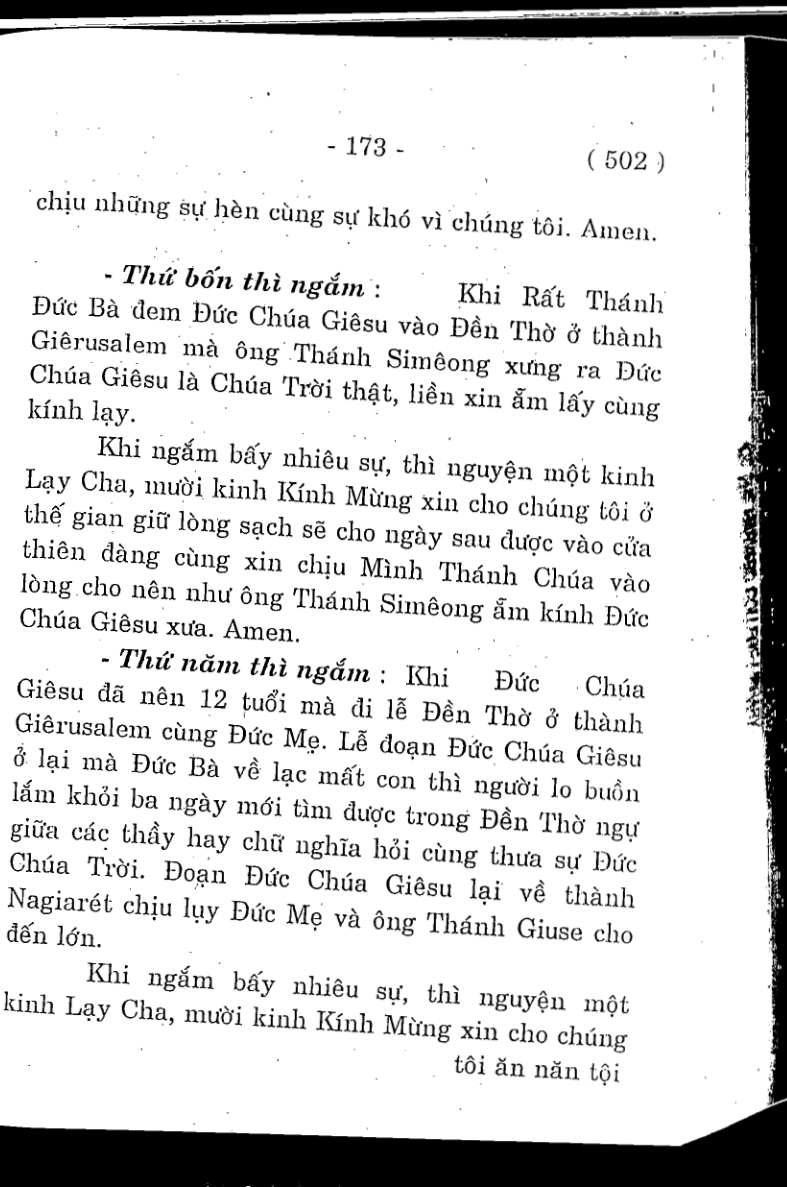 - 173 -
( 502 )
chịu những sự hèn cùng sự khó vì chúng tôi. Amen.
- Thứ bốn thì ngắm : Khi Rất Thánh
Đức Bà đem Đức Chúa Giêsu vào Đền Thờ ở thành
Giêrusalem mà ông Thánh Simêong xưng ra Đức
Chúa Giêsu là Chúa Trời thật, liền xin ẵm lấy cùng
kính lạy.
Khi ngắm bấy nhiêu sự, thì nguyện một kinh
Lạy Cha, mười kinh Kính Mừng xin cho chúng tôi ở
thế gian giữ lòng sạch sẽ cho ngày sau được vào cửa
thiên đàng cùng xin chịu Mình Thánh Chúa vào
lòng cho nên như ông Thánh Simêong ẵm kính Đức
Chúa Giêsu xưa. Amen.
- Thứ năm thì ngắm : Khi Đức Chúa
Giêsu đã nên 12 tuổi mà đi lễ Đền Thờ ở thành
Giêrusalem cùng Đức Mẹ. Lễ đoạn Đức Chúa Giêsu
ở lại mà Đức Bà về lạc mất con thì người lo buồn
lắm khỏi ba ngày mới tìm được trong Đền Thờ ngự
giữa các thầy hay chữ nghĩa hỏi cùng thưa sự Đức
Chúa Trời. Đoạn Đức Chúa Giêsu lại về thành
Nagiarét chịu lụy Đức Mẹ và ông Thánh Giuse cho
đến lớn.
Khi ngắm bấy nhiêu sự, thì nguyện một
kinh Lạy Cha, mười kinh Kính Mừng xin cho chúng
tôi ăn năn tội